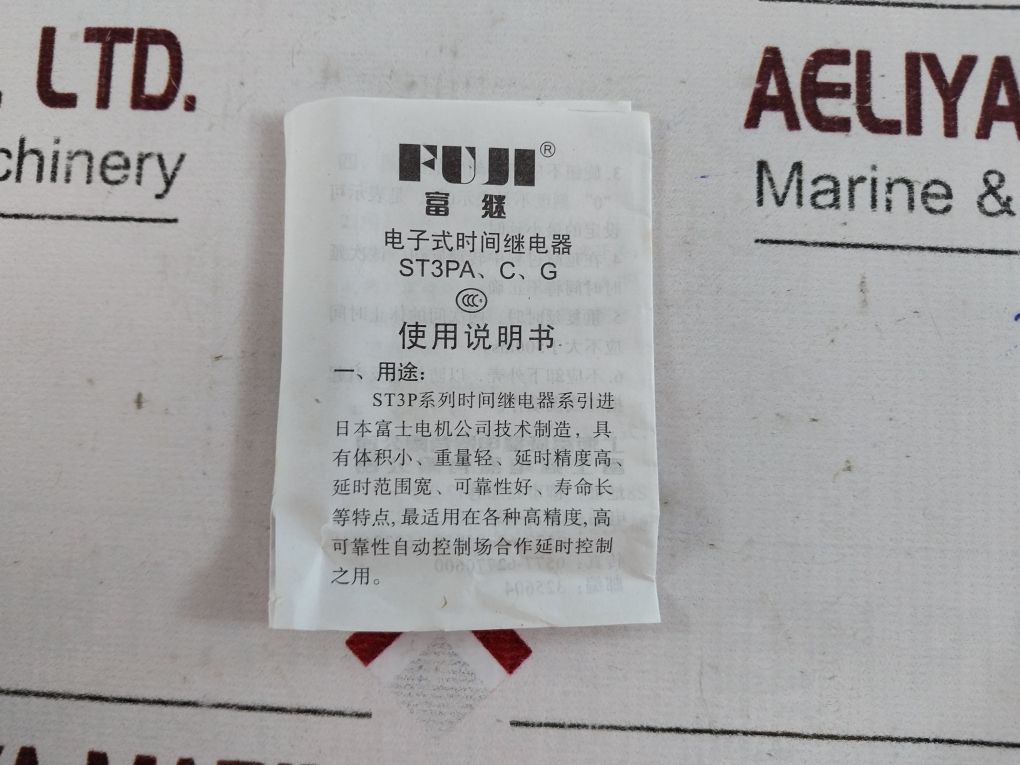 LTD.
chinery
AELIYA
Marine &
FUJI®
富继
电子式时间继电器
ST3PA、C、G
CCC
使用说明书
一、用途：
ST3P系列时间继电器系引进
日本富士电机公司技术制造，具
有体积小、重量轻、延时精度高、
延时范围宽、可靠性好、寿命长
等特点,最适用在各种高精度,高
可靠性自动控制场合作延时控制
之用。